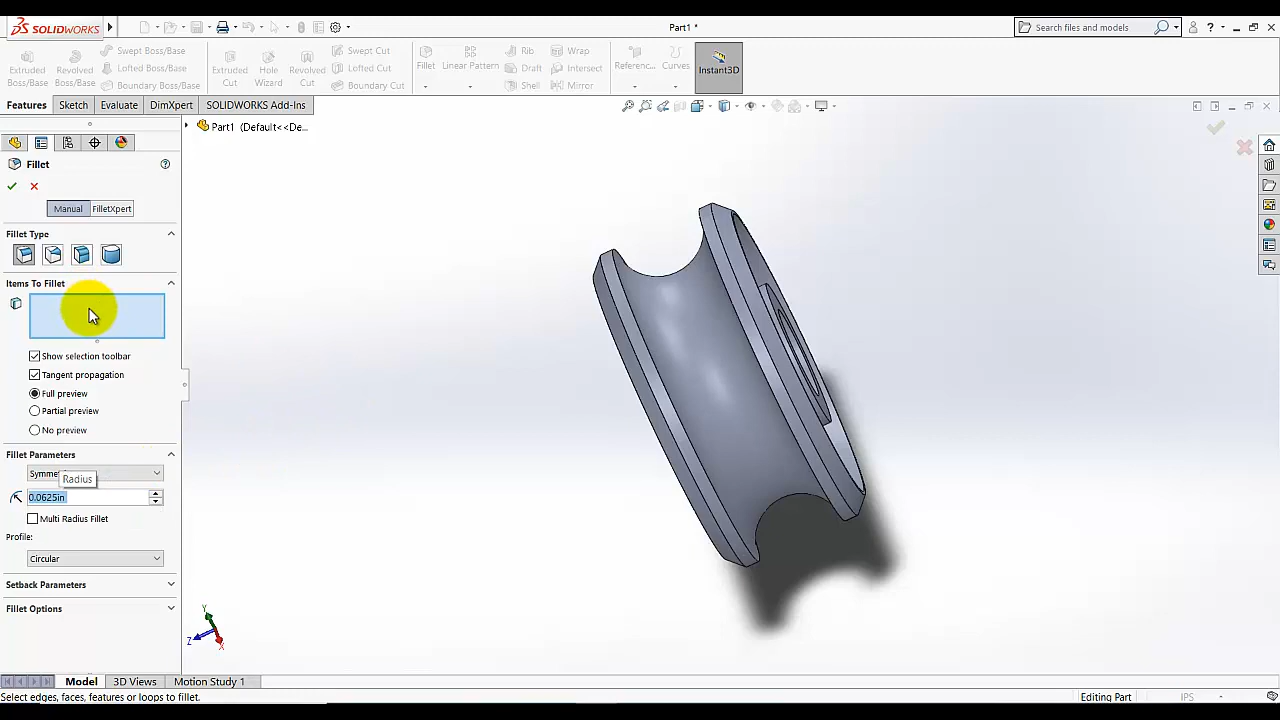 SOLIDWORKS
Part1 *
Search files and models
?
Extruded Boss/Base
Revolved Boss/Base
Swept Boss/Base
Lofted Boss/Base
Boundary Boss/Base
Extruded Cut
Hole Wizard
Revolved Cut
Swept Cut
Lofted Cut
Boundary Cut
Fillet
Linear Pattern
Rib
Draft
Shell
Wrap
Intersect
Mirror
Referenc...
Curves
Instant3D
Features
Sketch
Evaluate
DimXpert
SOLIDWORKS Add-Ins
Part1 (Default<<De...
Fillet
?
Manual
FilletXpert
Fillet Type
Items To Fillet
Show selection toolbar
Tangent propagation
Full preview
Partial preview
No preview
Fillet Parameters
Symme
Radius
0.0625in
Multi Radius Fillet
Profile:
Circular
Setback Parameters
Fillet Options
Y
Z
X
Model
3D Views
Motion Study 1
Select edges, faces, features or loops to fillet.
Editing Part
IPS